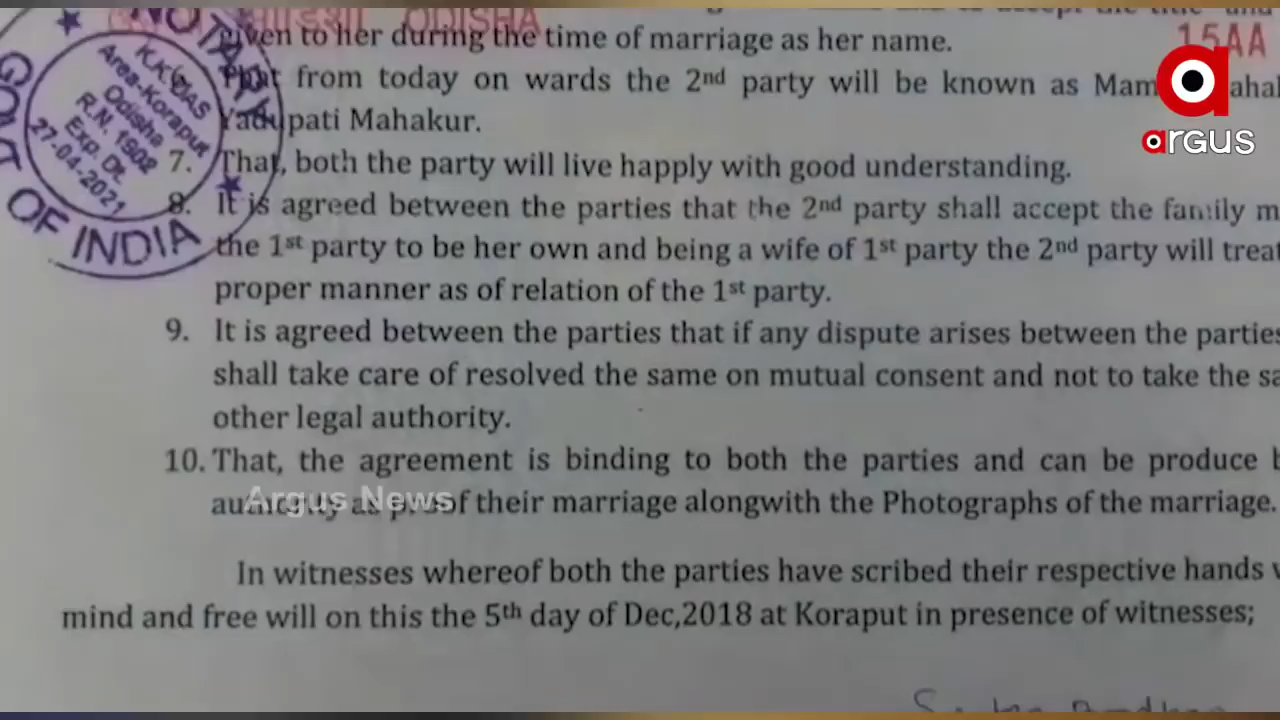 ODISHA
given to her during the time of marriage as her name.
15AA
That from today on wards the 2nd party will be known as
Yadupati Mahakur.
7. That, both the party will live happily with good understanding.
8. It is agreed between the parties that the 2nd party shall accept the family
the 1st party to be her own and being a wife of 1st party the 2nd party will treat
proper manner as of relation of the 1st party.
9. It is agreed between the parties that if any dispute arises between the parties
shall take care of resolved the same on mutual consent and not to take the
other legal authority.
10. That, the agreement is binding to both the parties and can be produce
authority as proof their marriage alongwith the Photographs of the marriage.
In witnesses whereof both the parties have scribed their respective hands
mind and free will on this the 5th day of Dec,2018 at Koraput in presence of witnesses;
NOTARY
GOVT OF INDIA
K.K. DAS
Area-Koraput
Odisha
R.N. 1902
Exp. Dt.
27-04-2021
argus
Argus News